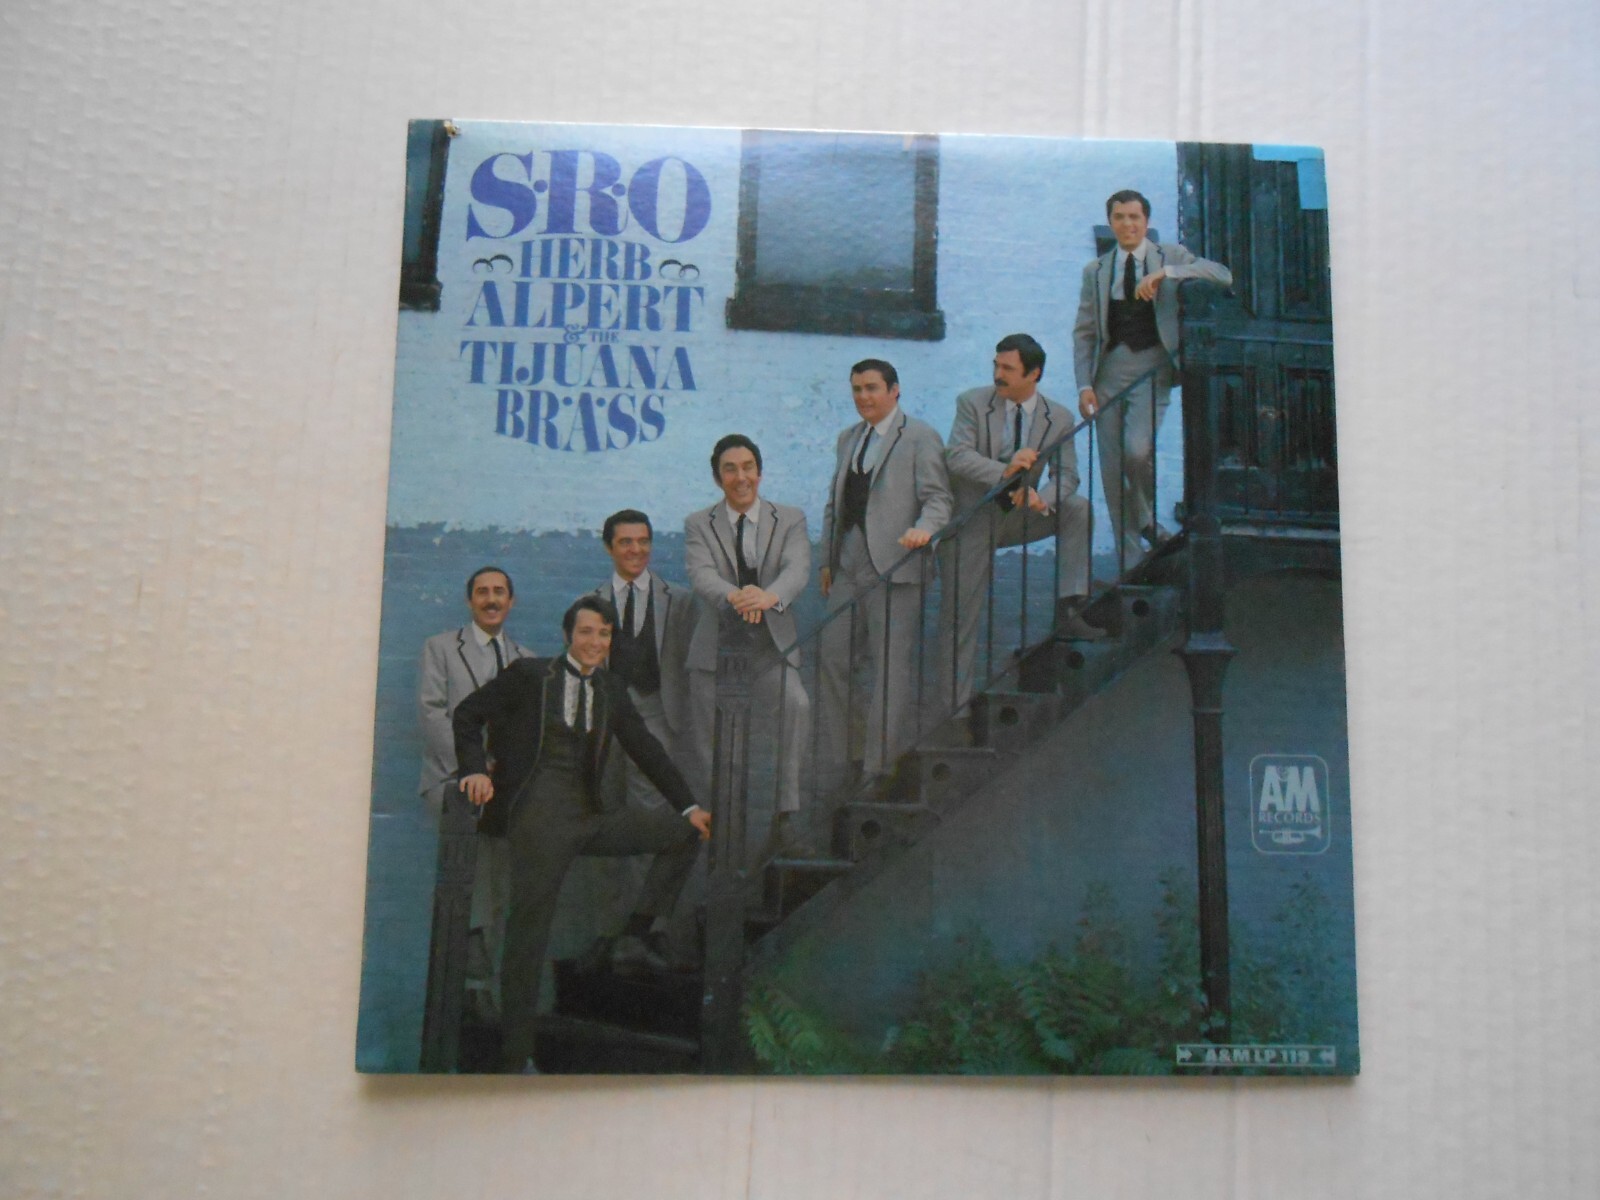 S·R·O
HERB
ALPERT
& THE
TIJUANA
BRASS
A&M
RECORDS
A&M LP 119